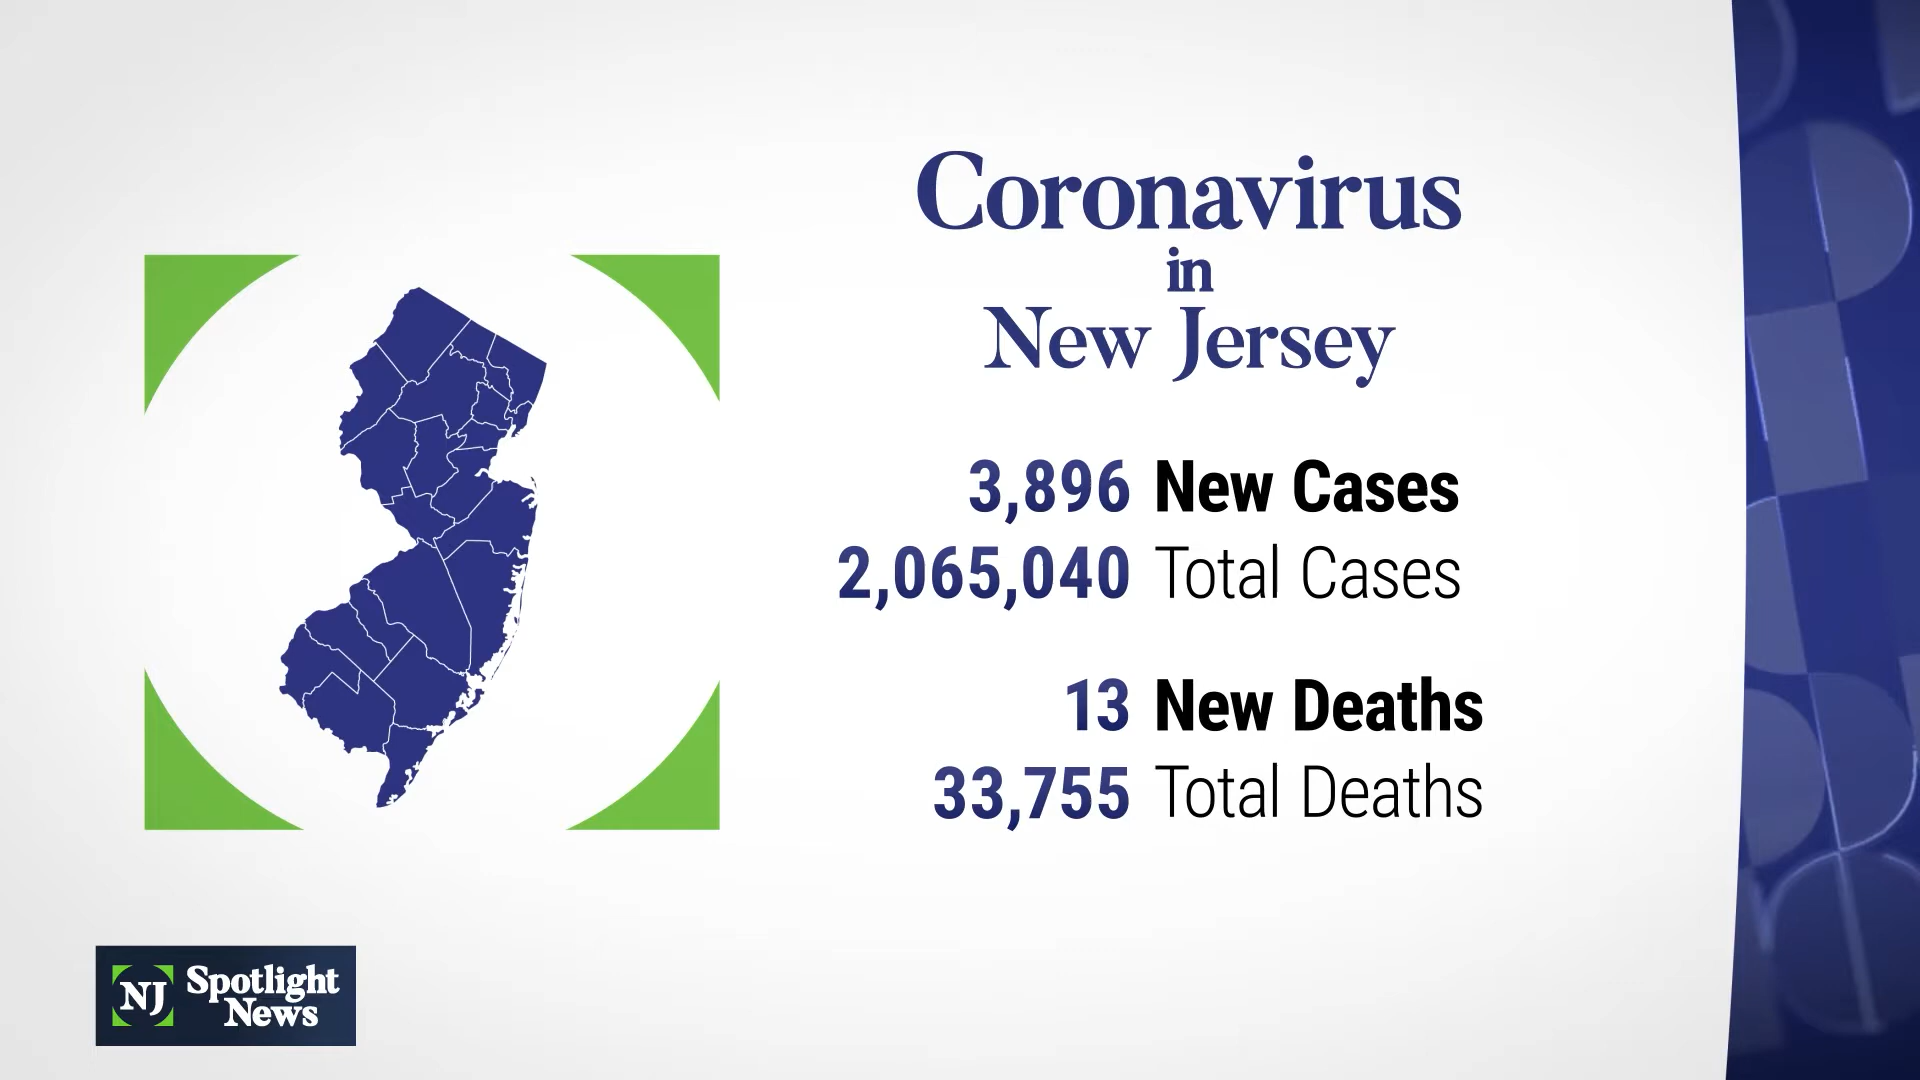 Coronavirus
in
New Jersey
3,896 New Cases
2,065,040 Total Cases
13 New Deaths
33,755 Total Deaths
NJ Spotlight
News